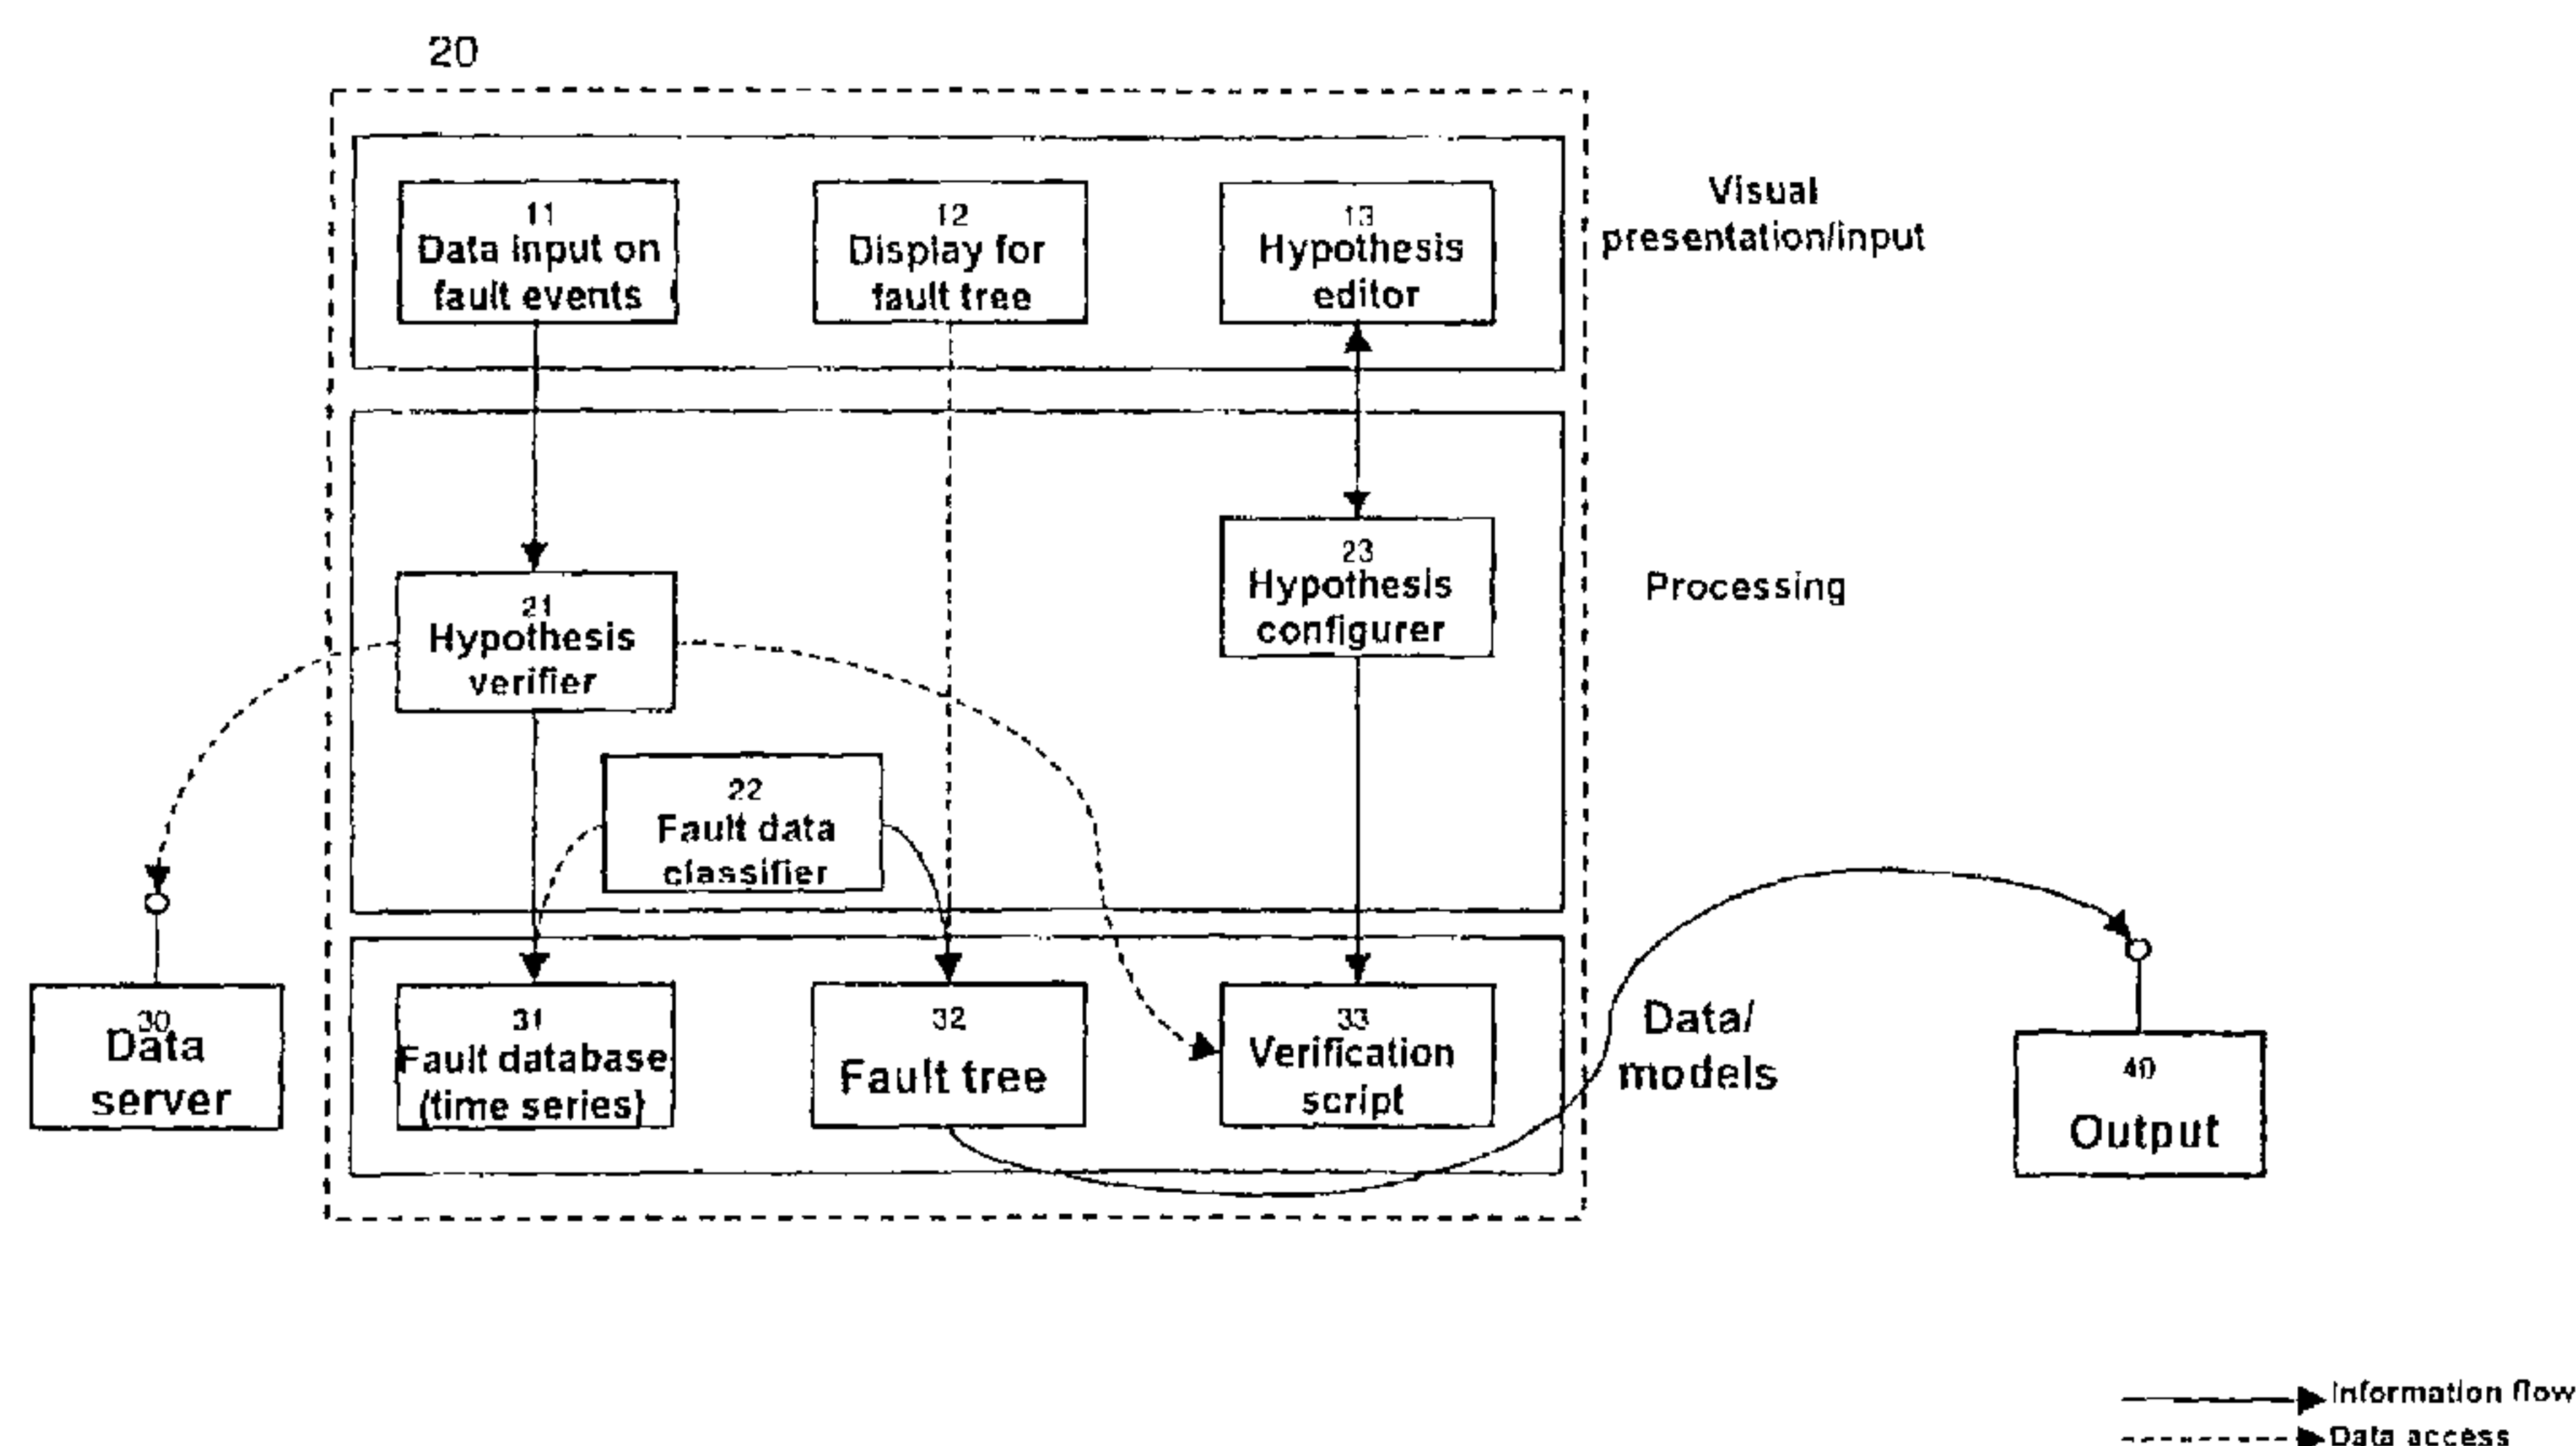 20
11
Data input on
fault events
12
Display for
fault tree
13
Hypothesis
editor
Visual
presentation/input
21
Hypothesis
verifier
23
Hypothesis
configurer
Processing
22
Fault data
classifier
30
Data
server
31
Fault database
(time series)
32
Fault tree
33
Verification
script
Data/
models
40
Output
Information flow
Data access